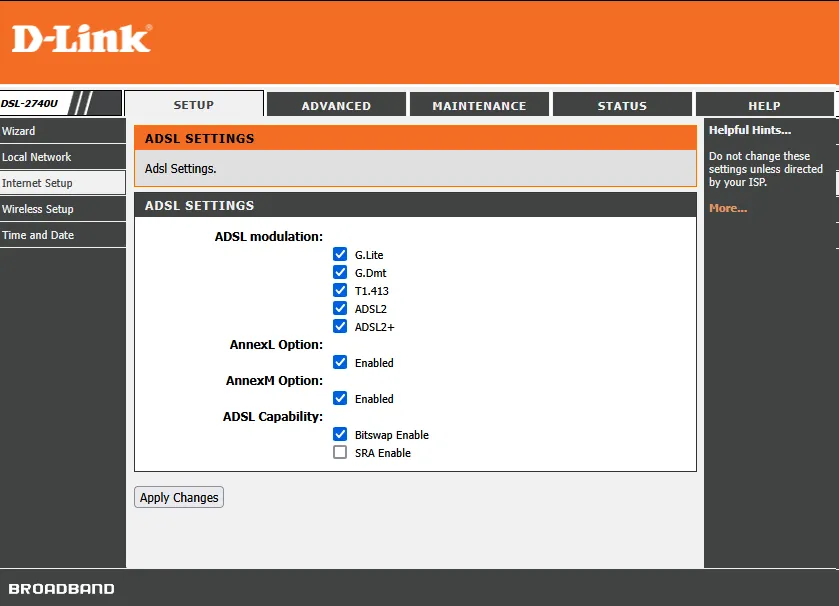 D-Link®
DSL-2740U
SETUP
ADVANCED
MAINTENANCE
STATUS
HELP
Wizard
Local Network
Internet Setup
Wireless Setup
Time and Date
ADSL SETTINGS
Adsl Settings.
ADSL SETTINGS
ADSL modulation:
G.Lite
G.Dmt
T1.413
ADSL2
ADSL2+
AnnexL Option:
Enabled
AnnexM Option:
Enabled
ADSL Capability:
Bitswap Enable
SRA Enable
Apply Changes
Helpful Hints...
Do not change these
settings unless directed
by your ISP.
More...
BROADBAND